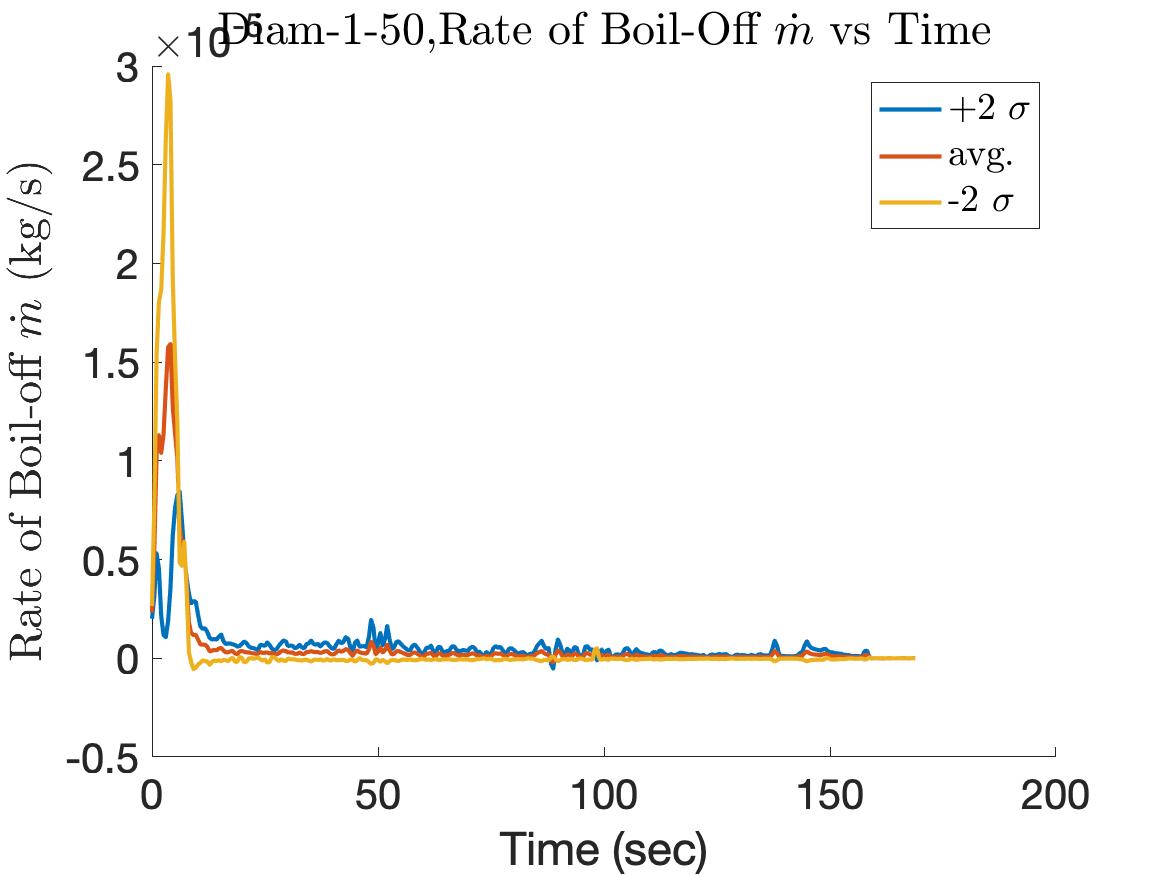 Diam-1-50,Rate of Boil-Off ṁ vs Time
×10
3
2.5
2
1.5
1
0.5
0
-0.5
0 50 100 150 200
Time (sec)
Rate of Boil-off ṁ (kg/s)
+2 σ
avg.
-2 σ